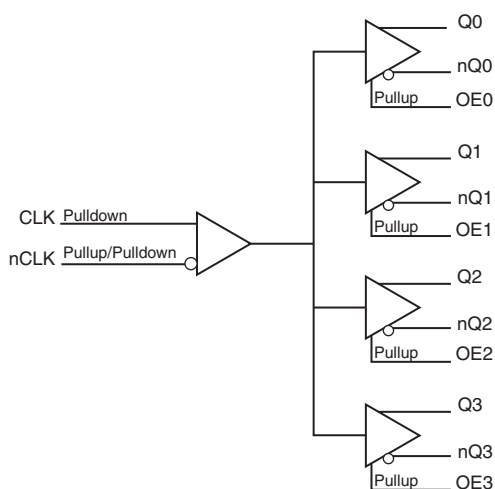 Q0
nQ0
Pullup OE0
Q1
nQ1
Pullup OE1
CLK Pulldown
nCLK Pullup/Pulldown
Q2
nQ2
Pullup OE2
Q3
nQ3
Pullup OE3